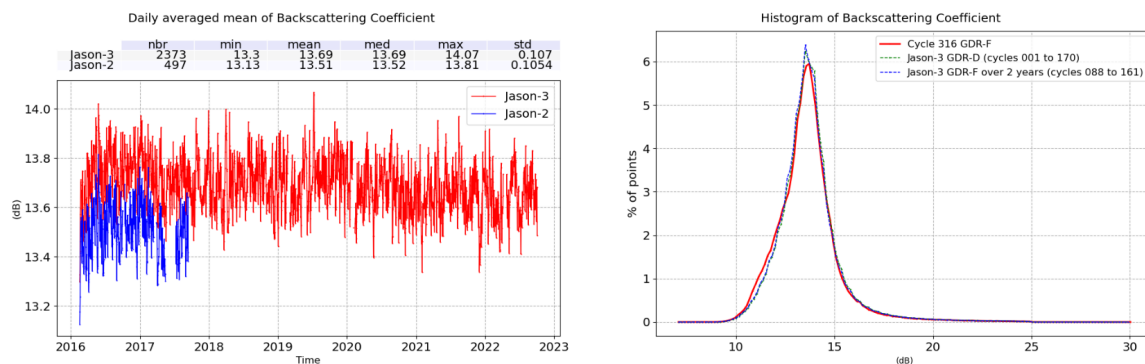 Daily averaged mean of Backscattering Coefficient
nbr min mean med max std
Jason-3 2373 13.3 13.69 13.69 14.07 0.107
Jason-2 497 13.13 13.51 13.52 13.81 0.1054
Jason-3
Jason-2
14.0
13.8
13.6
13.4
13.2
(dB)
2016 2017 2018 2019 2020 2021 2022 2023
Time
Histogram of Backscattering Coefficient
Cycle 316 GDR-F
Jason-3 GDR-D (cycles 001 to 170)
Jason-3 GDR-F over 2 years (cycles 088 to 161)
6
5
4
3
2
1
0
% of points
10 15 20 25 30
(dB)